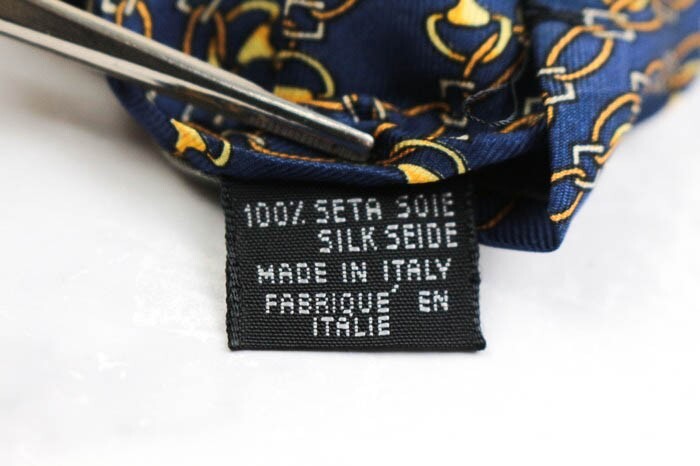 100% SETA SOIE
SILK SEIDE
MADE IN ITALY
FABRIQUÉ EN
ITALIE